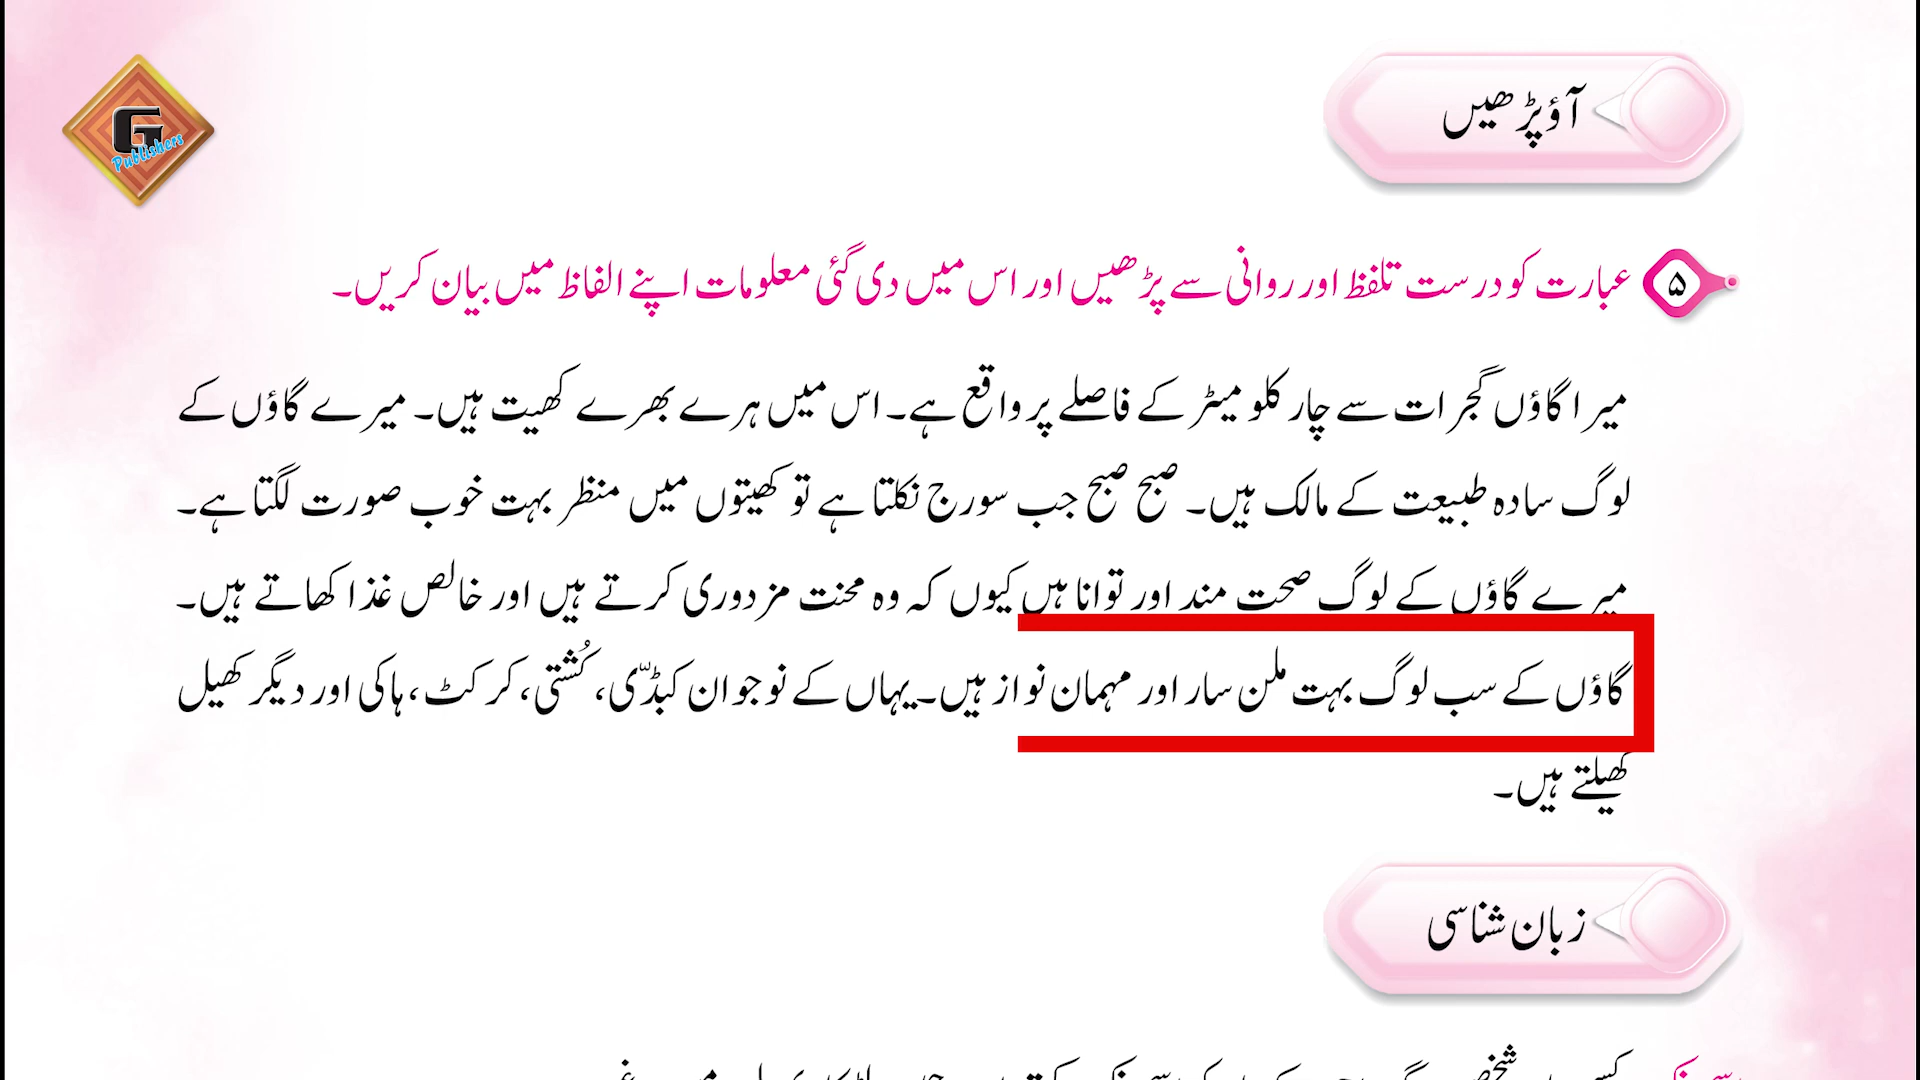 G
Publishers
آؤ پڑھیں
۵ عبارت کو درست تلفظ اور روانی سے پڑھیں اور اس میں دی گئی معلومات اپنے الفاظ میں بیان کریں۔
میرا گاؤں گجرات سے چار کلو میٹر کے فاصلے پر واقع ہے۔ اس میں ہرے بھرے کھیت ہیں۔ میرے گاؤں کے
لوگ سادہ طبیعت کے مالک ہیں۔ صبح صبح جب سورج نکلتا ہے تو کھیتوں میں منظر بہت خوب صورت لگتا ہے۔
میرے گاؤں کے لوگ صحت مند اور توانا ہیں کیوں کہ وہ محنت مزدوری کرتے ہیں اور خالص غذا کھاتے ہیں۔
گاؤں کے سب لوگ بہت ملن سار اور مہمان نواز ہیں۔ یہاں کے نوجوان کبڈّی، کُشتی، کرکٹ، ہاکی اور دیگر کھیل
کھیلتے ہیں۔
زبان شناسی